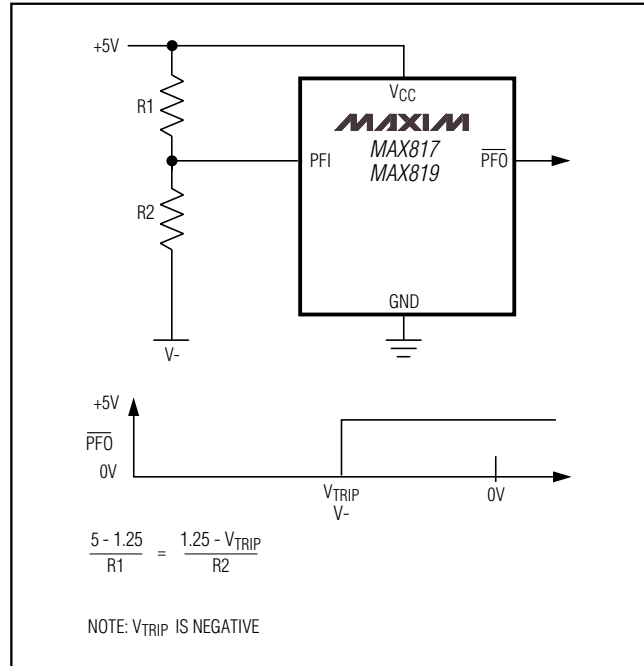 +5V
R1
VCC
MAXIM
MAX817
MAX819
PFI
PFO
R2
GND
V-
+5V
PFO
0V
VTRIP
V-
0V
5 - 1.25
R1
=
1.25 - VTRIP
R2
NOTE: VTRIP IS NEGATIVE